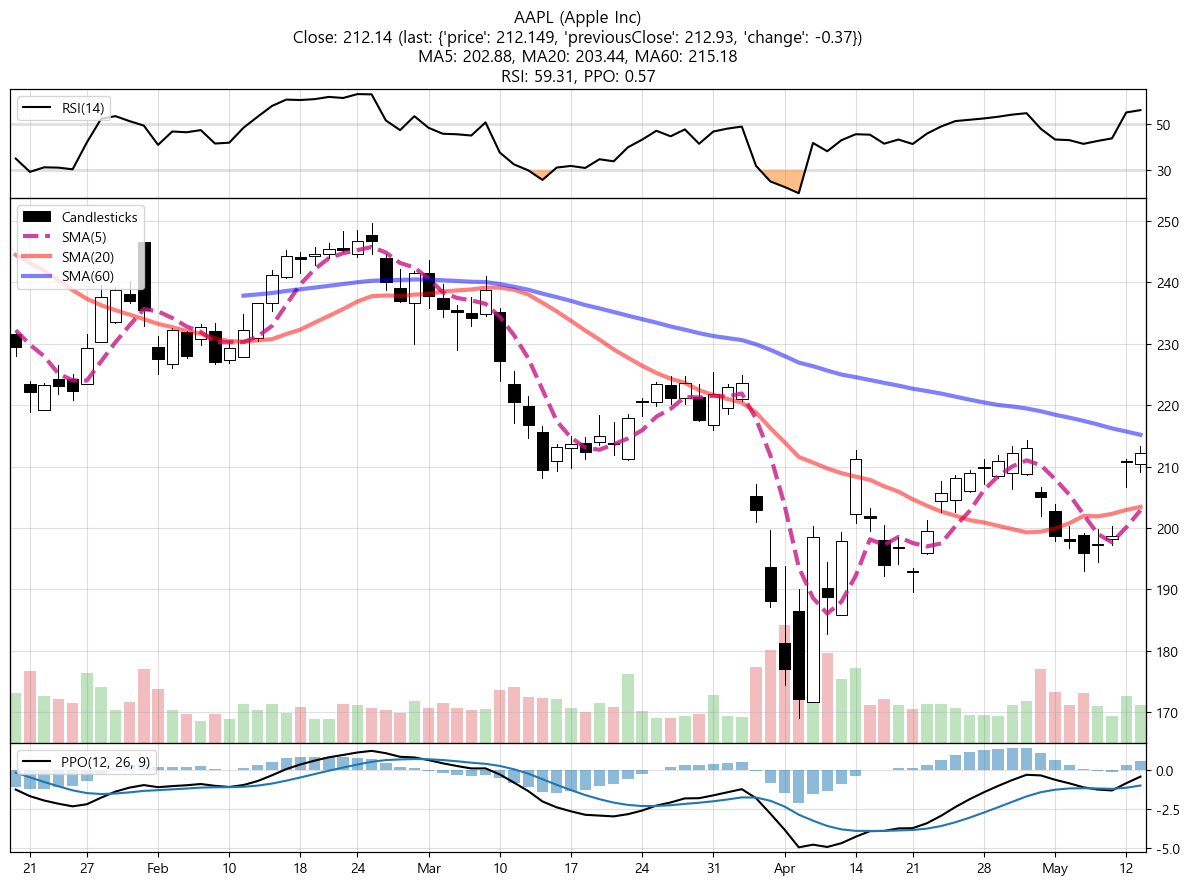 AAPL (Apple Inc)
Close: 212.14 (last: {'price': 212.149, 'previousClose': 212.93, 'change': -0.37})
MA5: 202.88, MA20: 203.44, MA60: 215.18
RSI: 59.31, PPO: 0.57
RSI(14)
50
30
Candlesticks
SMA(5)
SMA(20)
SMA(60)
250
240
230
220
210
200
190
180
170
PPO(12, 26, 9)
0.0
-2.5
-5.0
21 27 Feb 10 18 24 Mar 10 17 24 31 Apr 14 21 28 May 12